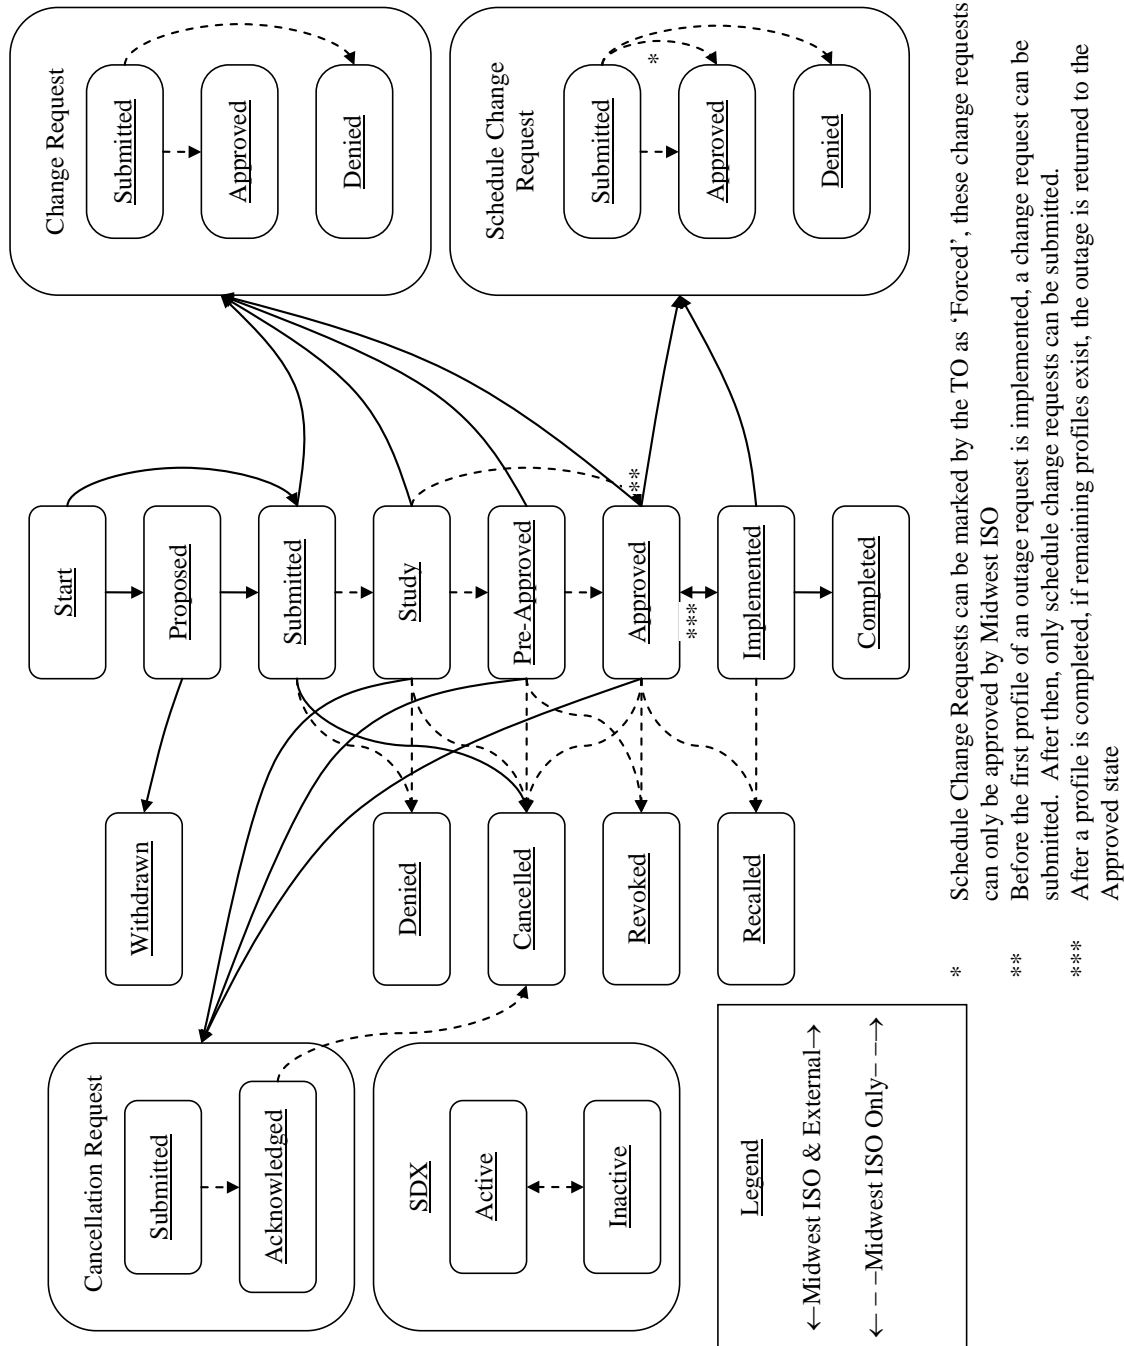 Cancellation Request
Submitted
Acknowledged
SDX
Active
Inactive
Legend
←Midwest ISO & External→
←– – –Midwest ISO Only– –→
Withdrawn
Denied
Cancelled
Revoked
Recalled
Start
Proposed
Submitted
Study
Pre-Approved
Approved
Implemented
Completed
**
***
Change Request
Submitted
Approved
Denied
Schedule Change
Request
Submitted
Approved
Denied
*
* Schedule Change Requests can be marked by the TO as ‘Forced’, these change requests
can only be approved by Midwest ISO
** Before the first profile of an outage request is implemented, a change request can be
submitted. After then, only schedule change requests can be submitted.
*** After a profile is completed, if remaining profiles exist, the outage is returned to the
Approved state